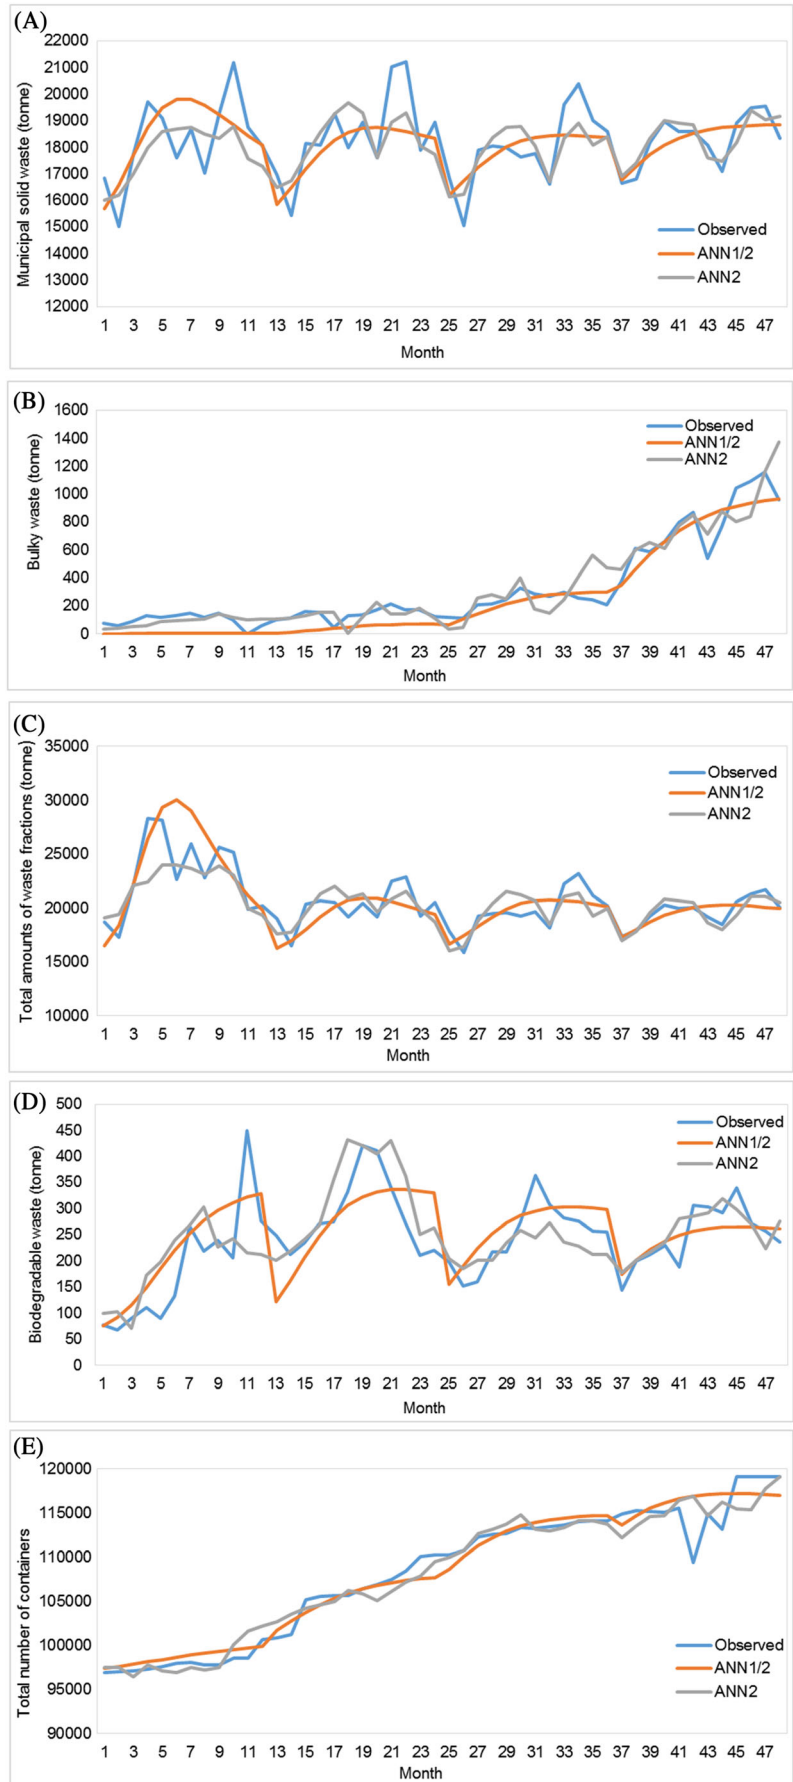 (A)
22000
21000
20000
19000
18000
17000
16000
15000
14000
13000
12000
Municipal solid waste (tonne)
Observed
ANN1/2
ANN2
1 3 5 7 9 11 13 15 17 19 21 23 25 27 29 31 33 35 37 39 41 43 45 47
Month
(B)
1600
1400
1200
1000
800
600
400
200
0
Bulky waste (tonne)
Observed
ANN1/2
ANN2
1 3 5 7 9 11 13 15 17 19 21 23 25 27 29 31 33 35 37 39 41 43 45 47
Month
(C)
35000
30000
25000
20000
15000
10000
Total amounts of waste fractions (tonne)
Observed
ANN1/2
ANN2
1 3 5 7 9 11 13 15 17 19 21 23 25 27 29 31 33 35 37 39 41 43 45 47
Month
(D)
500
450
400
350
300
250
200
150
100
50
0
Biodegradable waste (tonne)
Observed
ANN1/2
ANN2
1 3 5 7 9 11 13 15 17 19 21 23 25 27 29 31 33 35 37 39 41 43 45 47
Month
(E)
120000
115000
110000
105000
100000
95000
90000
Total number of containers
Observed
ANN1/2
ANN2
1 3 5 7 9 11 13 15 17 19 21 23 25 27 29 31 33 35 37 39 41 43 45 47
Month